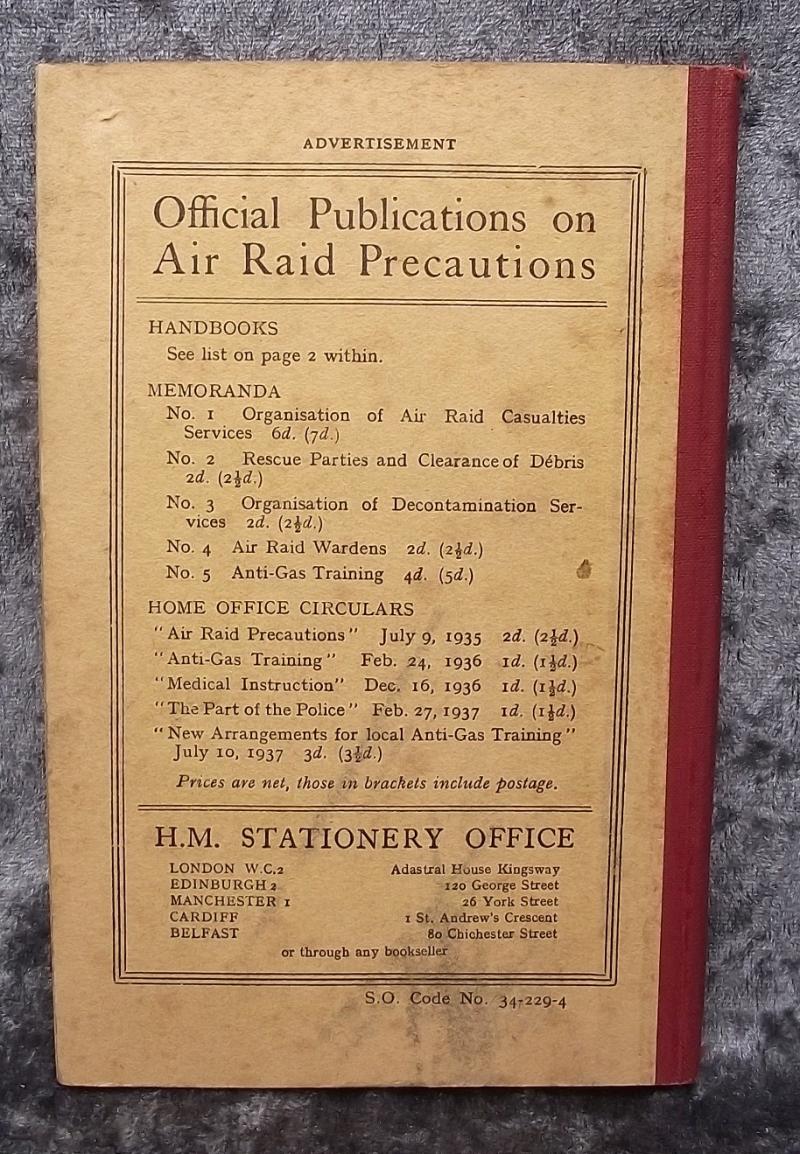 ADVERTISEMENT
Official Publications on
Air Raid Precautions
HANDBOOKS
See list on page 2 within.
MEMORANDA
No. 1 Organisation of Air Raid Casualties
Services 6d. (7d.)
No. 2 Rescue Parties and Clearance of Débris
2d. (2½d.)
No. 3 Organisation of Decontamination Ser-
vices 2d. (2½d.)
No. 4 Air Raid Wardens 2d. (2½d.)
No. 5 Anti-Gas Training 4d. (5d.)
HOME OFFICE CIRCULARS
"Air Raid Precautions" July 9, 1935 2d. (2½d.)
"Anti-Gas Training" Feb. 24, 1936 1d. (1½d.)
"Medical Instruction" Dec. 16, 1936 1d. (1½d.)
"The Part of the Police" Feb. 27, 1937 1d. (1½d.)
"New Arrangements for local Anti-Gas Training"
July 10, 1937 3d. (3½d.)
Prices are net, those in brackets include postage.
H.M. STATIONERY OFFICE
LONDON W.C.2 Adastral House Kingsway
EDINBURGH 2 120 George Street
MANCHESTER 1 26 York Street
CARDIFF 1 St. Andrew's Crescent
BELFAST 80 Chichester Street
or through any bookseller
S.O. Code No. 34-229-4